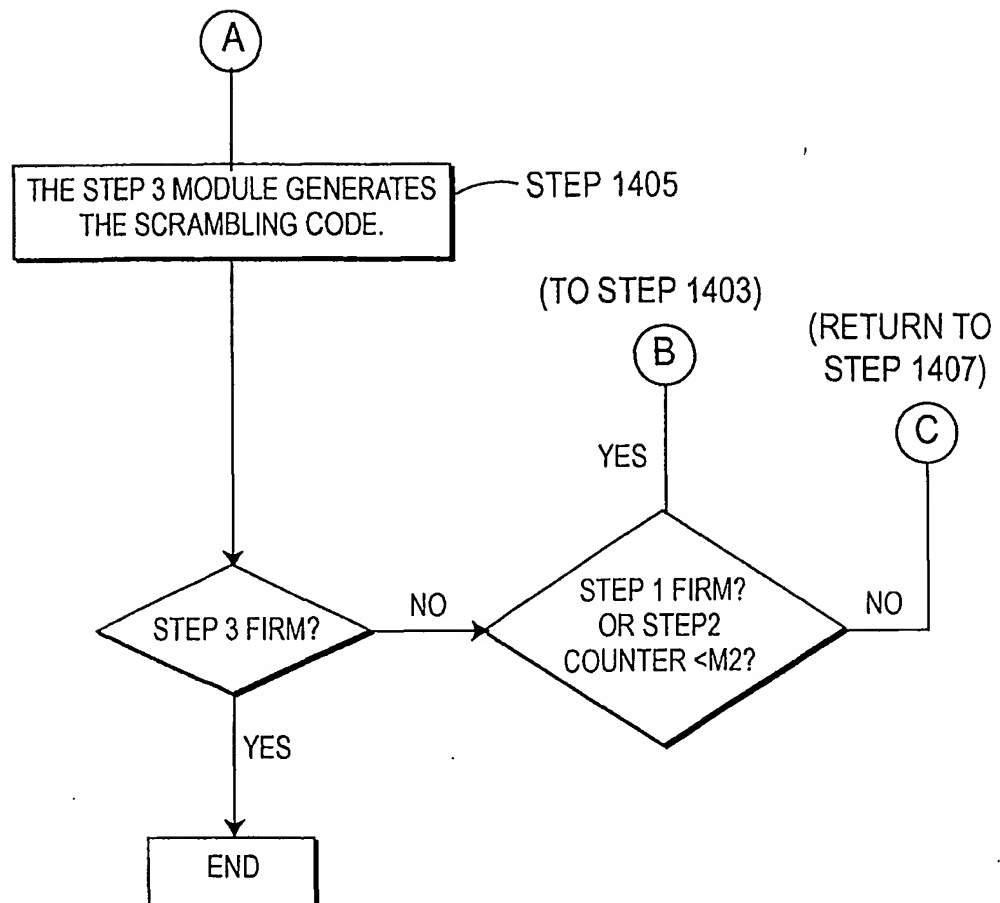 A
THE STEP 3 MODULE GENERATES
THE SCRAMBLING CODE.
STEP 1405
(TO STEP 1403)
B
(RETURN TO
STEP 1407)
C
YES
STEP 3 FIRM?
NO
STEP 1 FIRM?
OR STEP2
COUNTER <M2?
NO
YES
END